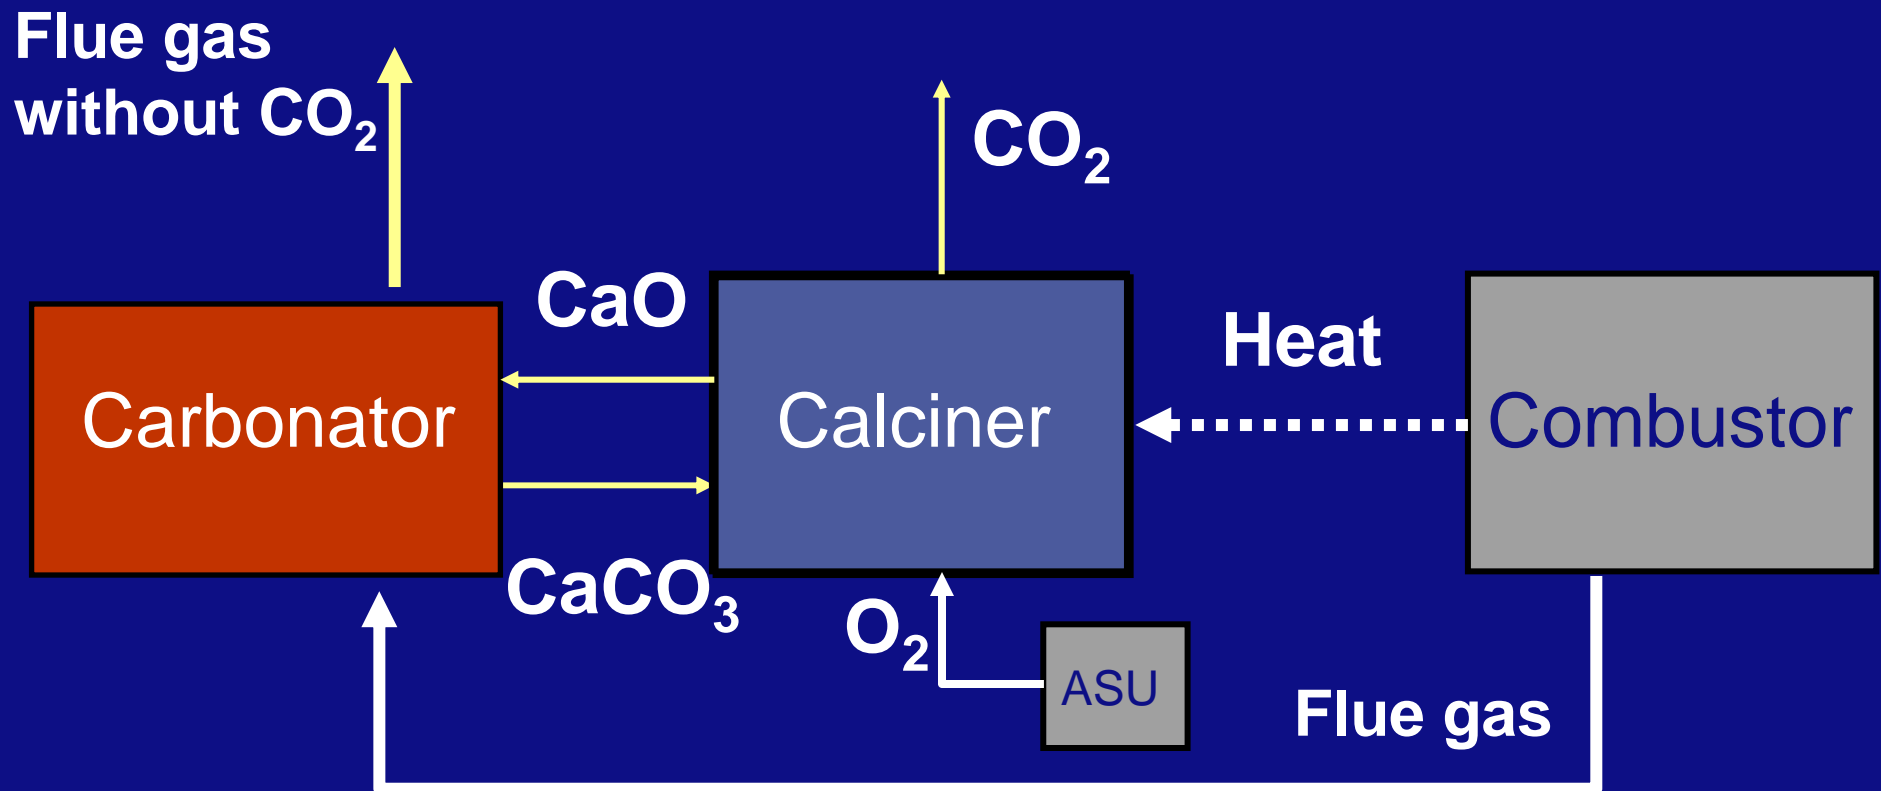 Flue gas
without CO₂
CO₂
CaO
Heat
Carbonator
Calciner
Combustor
CaCO₃
O₂
ASU
Flue gas